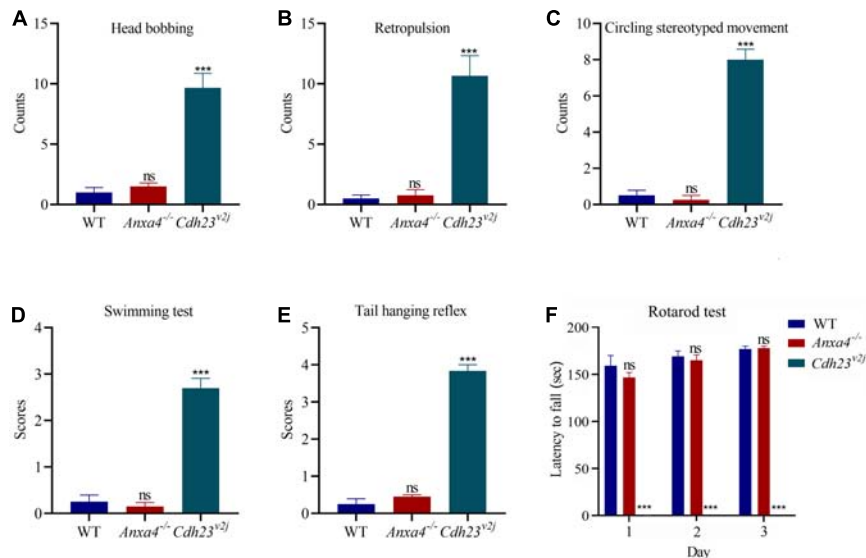 A
Head bobbing
Counts
15
10
5
0
***
ns
WT
Anxa4-/-
Cdh23v2j
B
Retropulsion
Counts
15
10
5
0
***
ns
WT
Anxa4-/-
Cdh23v2j
C
Circling stereotyped movement
Counts
10
8
6
4
2
0
***
ns
WT
Anxa4-/-
Cdh23v2j
D
Swimming test
Scores
4
3
2
1
0
***
ns
WT
Anxa4-/-
Cdh23v2j
E
Tail hanging reflex
Scores
5
4
3
2
1
0
***
ns
WT
Anxa4-/-
Cdh23v2j
F
Rotarod test
Latency to fall (sec)
200
150
100
50
0
ns
ns
ns
***
***
***
1
2
3
Day
WT
Anxa4-/-
Cdh23v2j